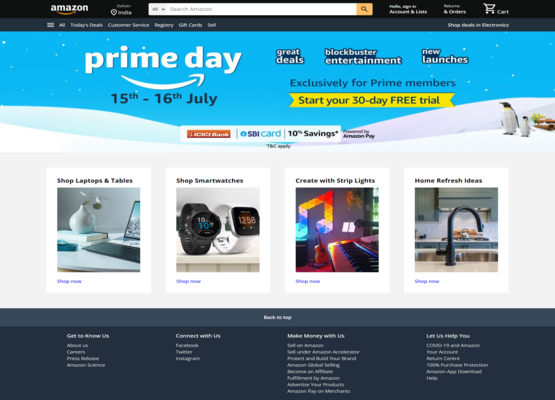 amazon
Deliver
India
All
Search Amazon
Hello, sign in
Account & Lists
Returns
& Orders
Cart
All
Today's Deals
Customer Service
Registry
Gift Cards
Sell
Shop deals in Electronics
prime day
15th - 16th July
great
deals
blockbuster
entertainment
new
launches
Exclusively for Prime members
Start your 30-day FREE trial
ICICI Bank
SBI card
10% Savings*
Powered by
Amazon Pay
*T&C apply
Shop Laptops & Tables
Shop now
Shop Smartwatches
Shop now
Create with Strip Lights
Shop now
Home Refresh Ideas
Shop now
Back to top
Get to Know Us
About us
Careers
Press Release
Amazon Science
Connect with Us
Facebook
Twitter
Instagram
Make Money with Us
Sell on Amazon
Sell under Amazon Accelerator
Protect and Build Your Brand
Amazon Global Selling
Become an Affiliate
Fulfillment by Amazon
Advertise Your Products
Amazon Pay on Merchants
Let Us Help You
COVID-19 and Amazon
Your Account
Return Centre
100% Purchase Protection
Amazon App Download
Help